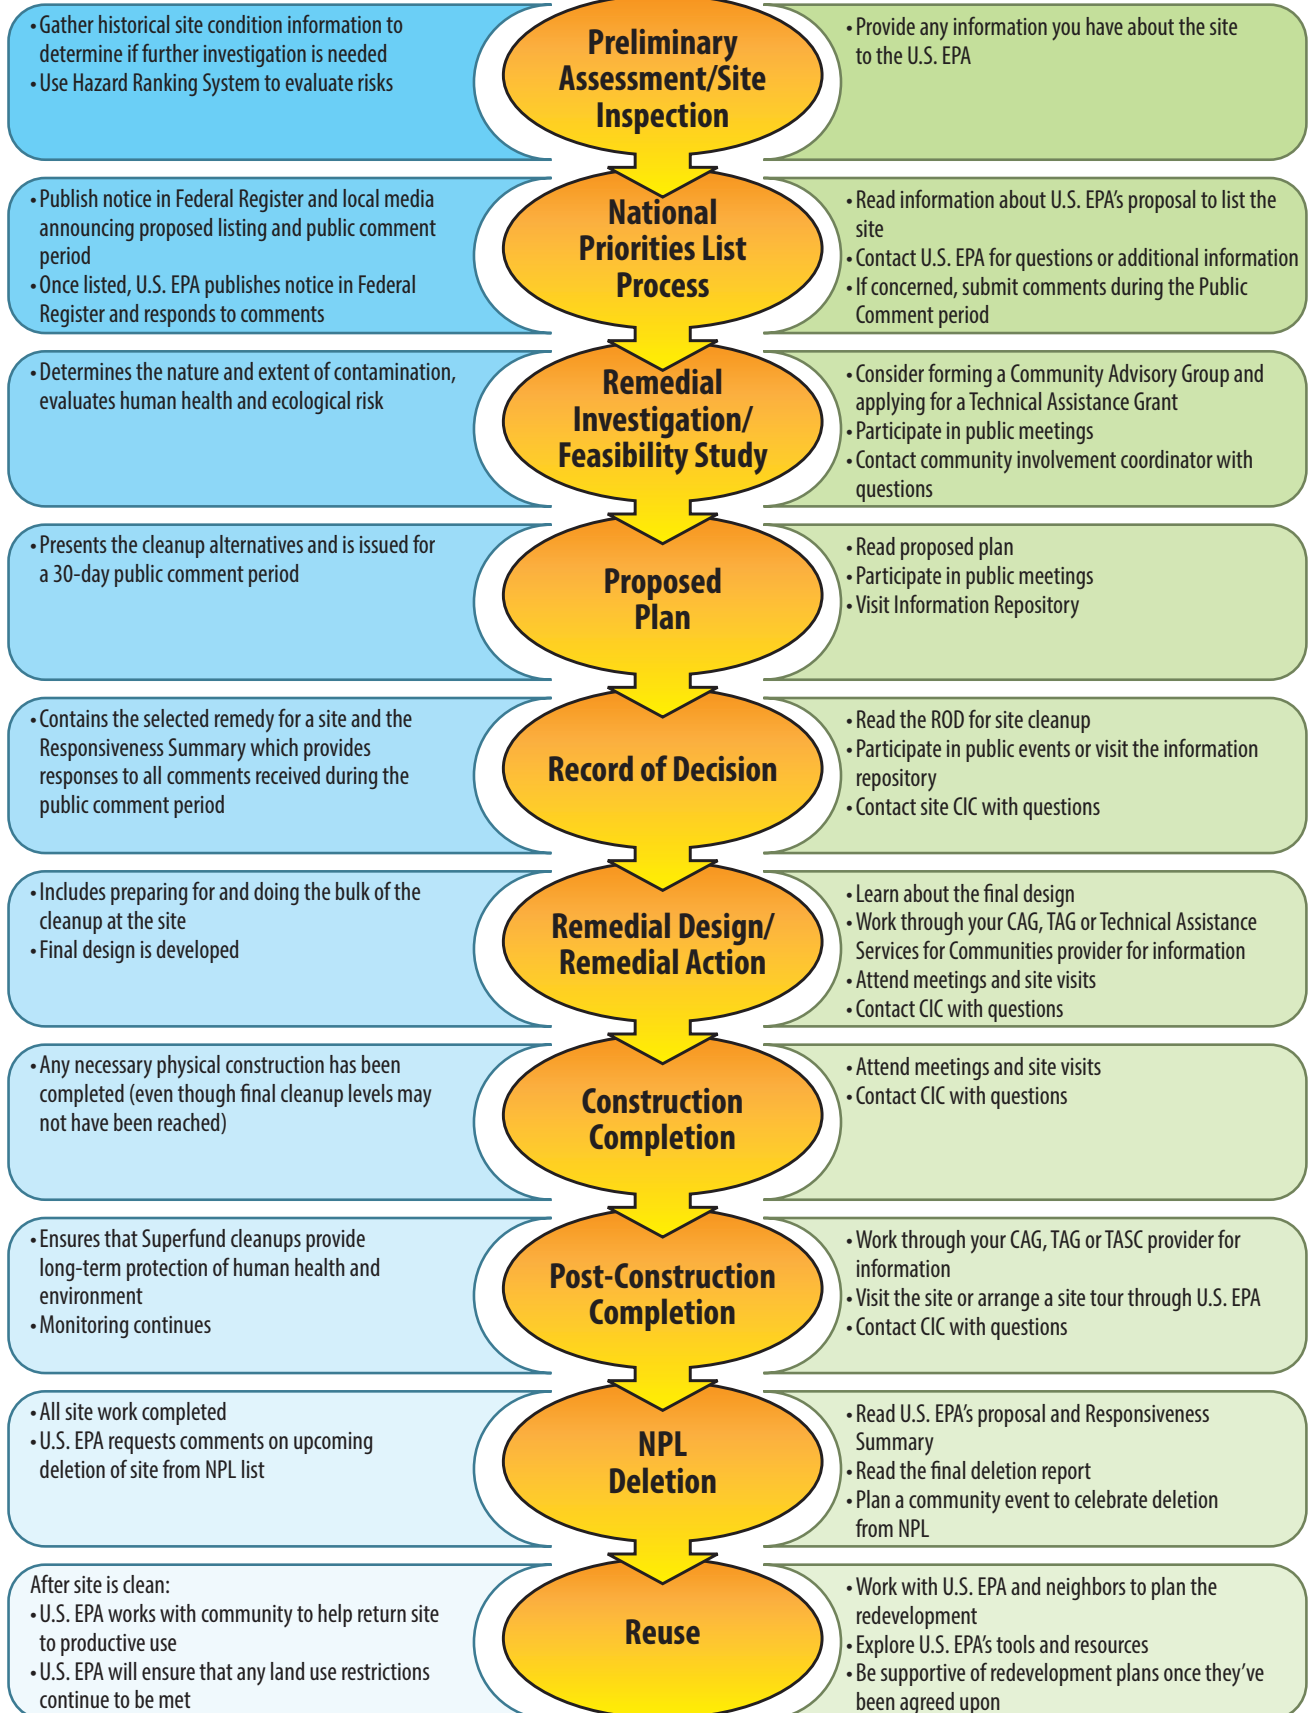 • Gather historical site condition information to
determine if further investigation is needed
• Use Hazard Ranking System to evaluate risks
Preliminary
Assessment/Site
Inspection
• Provide any information you have about the site
to the U.S. EPA
• Publish notice in Federal Register and local media
announcing proposed listing and public comment
period
• Once listed, U.S. EPA publishes notice in Federal
Register and responds to comments
National
Priorities List
Process
• Read information about U.S. EPA’s proposal to list the
site
• Contact U.S. EPA for questions or additional information
• If concerned, submit comments during the Public
Comment period
• Determines the nature and extent of contamination,
evaluates human health and ecological risk
Remedial
Investigation/
Feasibility Study
• Consider forming a Community Advisory Group and
applying for a Technical Assistance Grant
• Participate in public meetings
• Contact community involvement coordinator with
questions
• Presents the cleanup alternatives and is issued for
a 30-day public comment period
Proposed
Plan
• Read proposed plan
• Participate in public meetings
• Visit Information Repository
• Contains the selected remedy for a site and the
Responsiveness Summary which provides
responses to all comments received during the
public comment period
Record of Decision
• Read the ROD for site cleanup
• Participate in public events or visit the information
repository
• Contact site CIC with questions
• Includes preparing for and doing the bulk of the
cleanup at the site
• Final design is developed
Remedial Design/
Remedial Action
• Learn about the final design
• Work through your CAG, TAG or Technical Assistance
Services for Communities provider for information
• Attend meetings and site visits
• Contact CIC with questions
• Any necessary physical construction has been
completed (even though final cleanup levels may
not have been reached)
Construction
Completion
• Attend meetings and site visits
• Contact CIC with questions
• Ensures that Superfund cleanups provide
long-term protection of human health and
environment
• Monitoring continues
Post-Construction
Completion
• Work through your CAG, TAG or TASC provider for
information
• Visit the site or arrange a site tour through U.S. EPA
• Contact CIC with questions
• All site work completed
• U.S. EPA requests comments on upcoming
deletion of site from NPL list
NPL
Deletion
• Read U.S. EPA’s proposal and Responsiveness
Summary
• Read the final deletion report
• Plan a community event to celebrate deletion
from NPL
After site is clean:
• U.S. EPA works with community to help return site
to productive use
• U.S. EPA will ensure that any land use restrictions
continue to be met
Reuse
• Work with U.S. EPA and neighbors to plan the
redevelopment
• Explore U.S. EPA’s tools and resources
• Be supportive of redevelopment plans once they’ve
been agreed upon